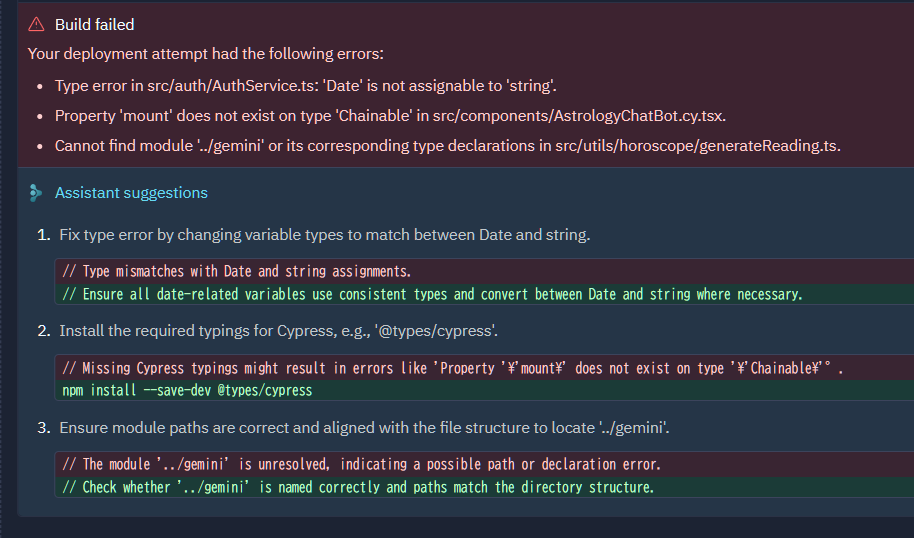 Build failed
Your deployment attempt had the following errors:
• Type error in src/auth/AuthService.ts: 'Date' is not assignable to 'string'.
• Property 'mount' does not exist on type 'Chainable' in src/components/AstrologyChatBot.cy.tsx.
• Cannot find module '../gemini' or its corresponding type declarations in src/utils/horoscope/generateReading.ts.
Assistant suggestions
1. Fix type error by changing variable types to match between Date and string.
// Type mismatches with Date and string assignments.
// Ensure all date-related variables use consistent types and convert between Date and string where necessary.
2. Install the required typings for Cypress, e.g., '@types/cypress'.
// Missing Cypress typings might result in errors like 'Property '¥'mount¥' does not exist on type '¥'Chainable¥'" .
npm install --save-dev @types/cypress
3. Ensure module paths are correct and aligned with the file structure to locate '../gemini'.
// The module '../gemini' is unresolved, indicating a possible path or declaration error.
// Check whether '../gemini' is named correctly and paths match the directory structure.